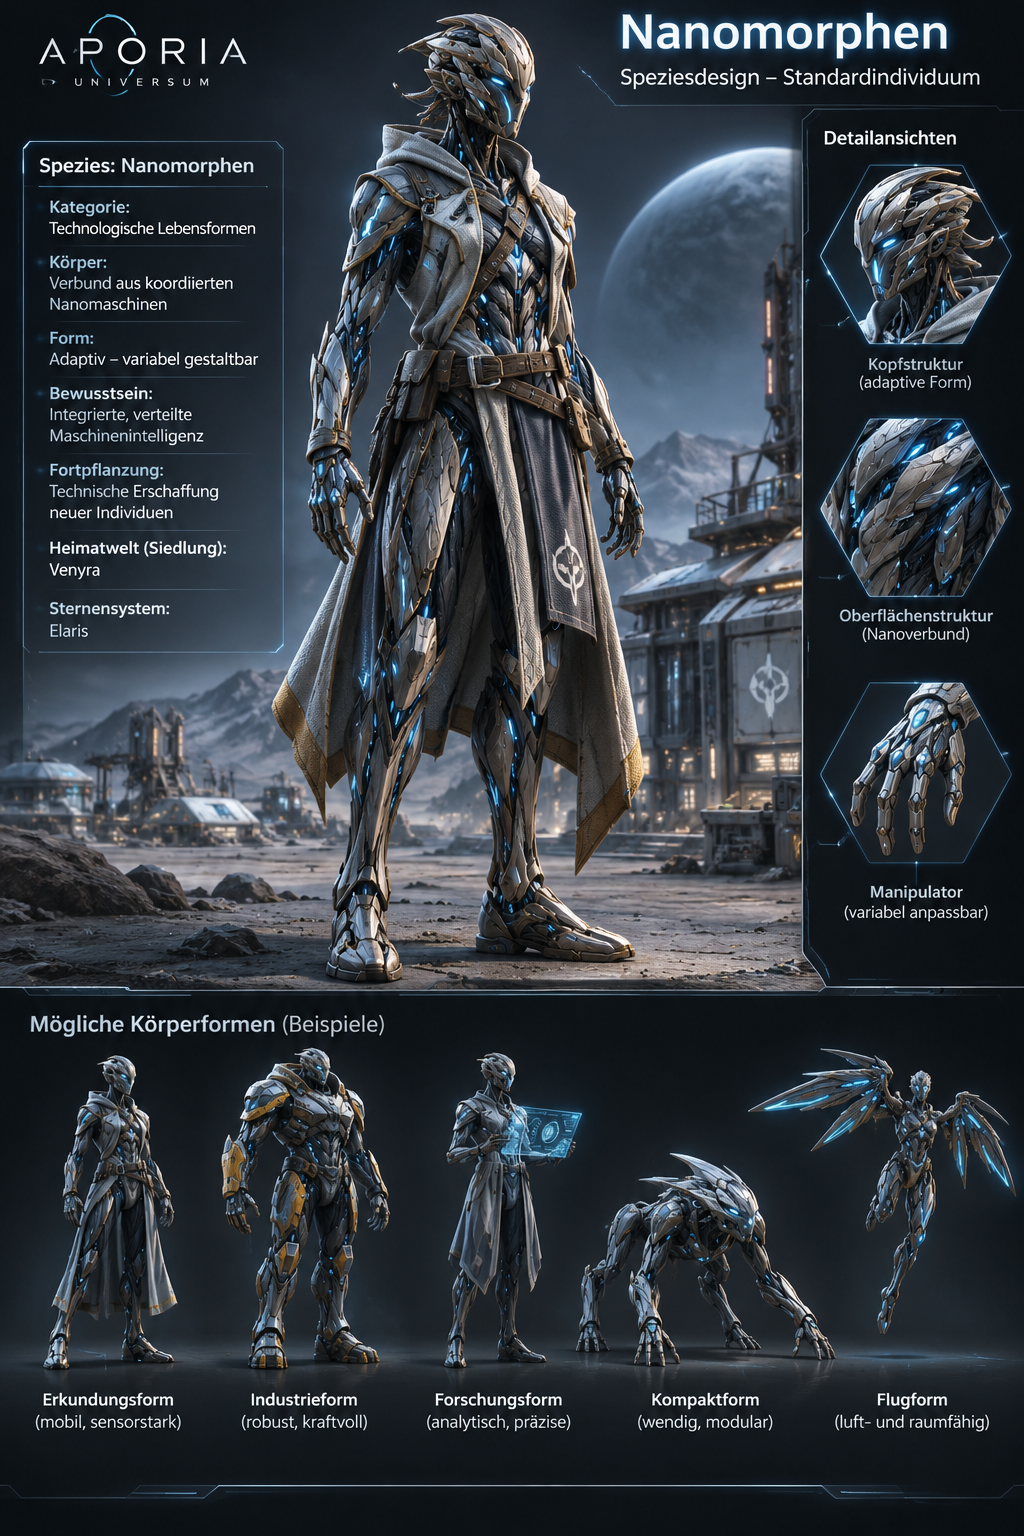 APORIA
UNIVERSUM
Nanomorphen
Speziesdesign – Standardindividuum
Spezies: Nanomorphen
Kategorie:
Technologische Lebensformen
Körper:
Verbund aus koordiierten
Nanomaschinen
Form:
Adaptiv – variabel gestaltbar
Bewusstsein:
Integrierte, verteilte
Maschinenintelligenz
Fortpflanzung:
Technische Erschaffung
neuer Individuen
Heimatwelt (Siedlung):
Venyra
Sternensystem:
Elaris
Detailansichten
Kopfstruktur
(adaptive Form)
Oberflächenstruktur
(Nanoverbund)
Manipulator
(variabel anpassbar)
Mögliche Körperformen (Beispiele)
Erkundungsform
(mobil, sensorstark)
Industrieform
(robust, kraftvoll)
Forschungsform
(analytisch, präzise)
Kompaktform
(wendig, modular)
Flugform
(luft- und raumfähig)